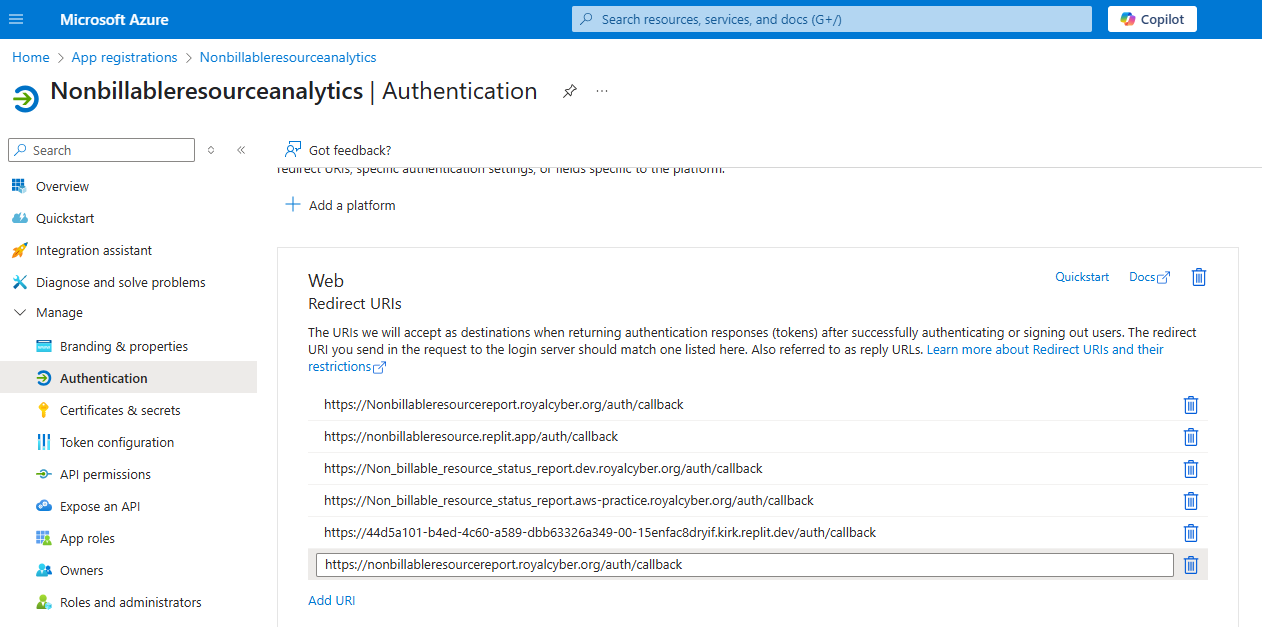 Microsoft Azure
Search resources, services, and docs (G+/)
Copilot
Home > App registrations > Nonbillableresourceanalytics
Nonbillableresourceanalytics | Authentication
Search
Got feedback?
redirect URIs, specific authentication settings, or fields specific to the platform.
Overview
Quickstart
Integration assistant
Diagnose and solve problems
Manage
Branding & properties
Authentication
Certificates & secrets
Token configuration
API permissions
Expose an API
App roles
Owners
Roles and administrators
Add a platform
Web
Quickstart
Docs
Redirect URIs
The URIs we will accept as destinations when returning authentication responses (tokens) after successfully authenticating or signing out users. The redirect
URI you send in the request to the login server should match one listed here. Also referred to as reply URLs. Learn more about Redirect URIs and their
restrictions
https://Nonbillableresourcereport.royalcyber.org/auth/callback
https://nonbillableresource.replit.app/auth/callback
https://Non_billable_resource_status_report.dev.royalcyber.org/auth/callback
https://Non_billable_resource_status_report.aws-practice.royalcyber.org/auth/callback
https://44d5a101-b4ed-4c60-a589-dbb63326a349-00-15enfac8dryif.kirk.replit.dev/auth/callback
https://nonbillableresourcereport.royalcyber.org/auth/callback
Add URI